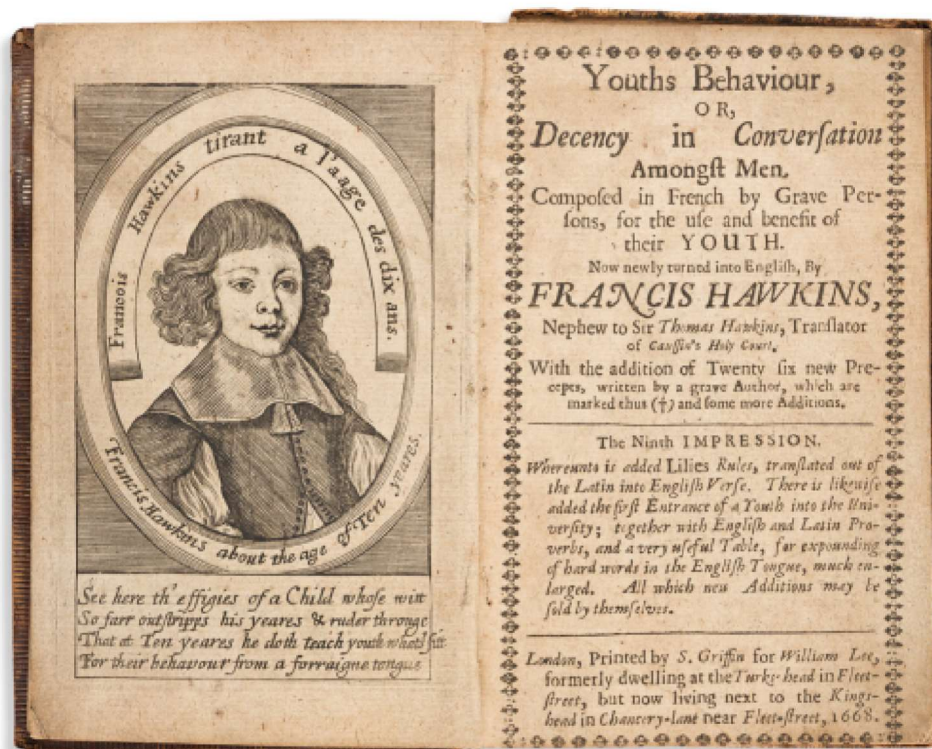 Francois Hawkins tirant a l'aage des dix ans.
Francis Hawkins about the age of Ten yeares.
See here th' effigies of a Child whose witt
So farr outstripps his yeares & ruder throng
That at Ten yeares he doth teach youth whats fitt
For their behavour from a forraigne tongue
Youths Behaviour,
OR,
Decency in Converſation
Amongſt Men.
Compoſed in French by Grave Per-
ſons, for the uſe and benefit of
their YOUTH.
Now newly turned into Engliſh, By
FRANCIS HAWKINS,
Nephew to Sir Thomas Hawkins, Tranſlator
of Cauſſin's Holy Court.
With the addition of Twenty ſix new Pre-
cepts, written by a grave Author, which are
marked thus (†) and ſome more Additions.
The Ninth IMPRESSION.
Whereunto is added Lilies Rules, tranſlated out of
the Latin into Engliſh Verſe. There is likewiſe
added the firſt Entrance of a Youth into the Uni-
verſity; together with Engliſh and Latin Pro-
verbs, and a very uſeful Table, for expounding
of hard words in the Engliſh Tongue, much en-
larged. All which new Additions may be
ſold by themſelves.
London, Printed by S. Griffin for William Lee,
formerly dwelling at the Turks-head in Fleet-
ſtreet, but now living next to the Kings-
head in Chancery-lane near Fleet-ſtreet, 1668.